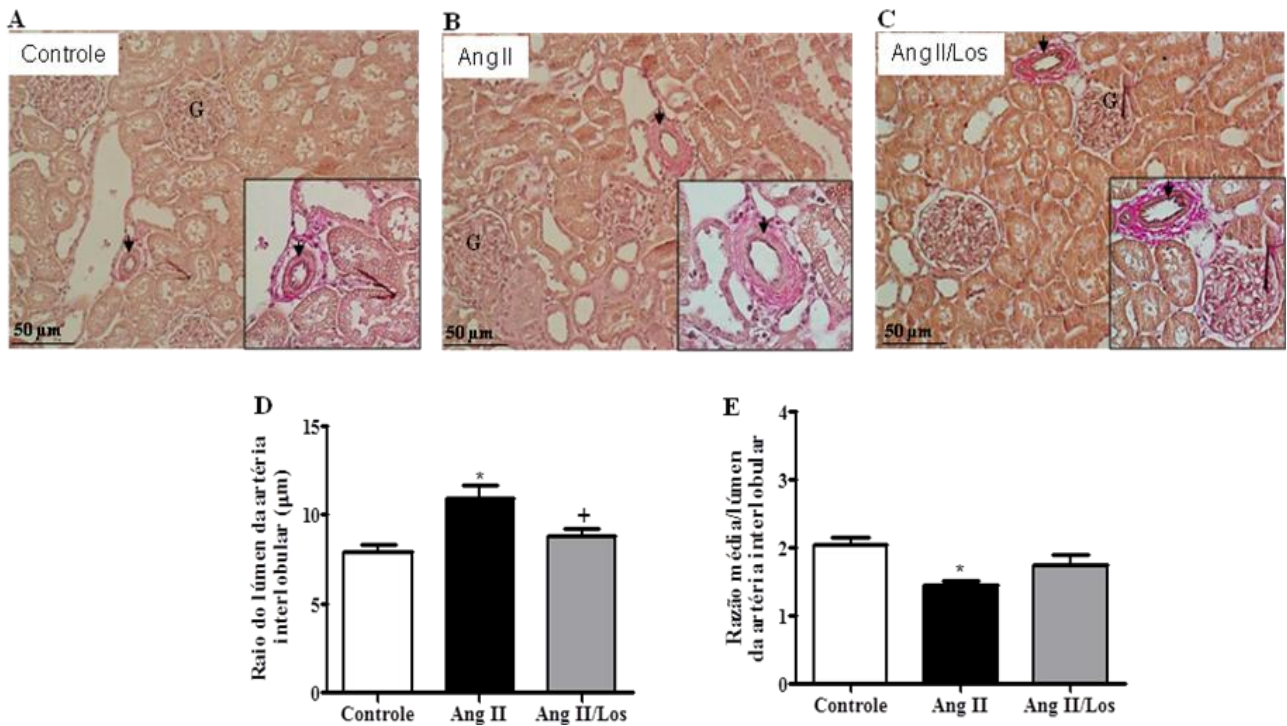 A
Controle
G
50 µm
B
Ang II
G
50 µm
C
Ang II/Los
G
50 µm
D
Raio do lúmen da artéria
interlobular (µm)
15
10
5
0
*
+
Controle
Ang II
Ang II/Los
E
Razão média/lúmen
da artéria interlobular
4
3
2
1
0
*
Controle
Ang II
Ang II/Los